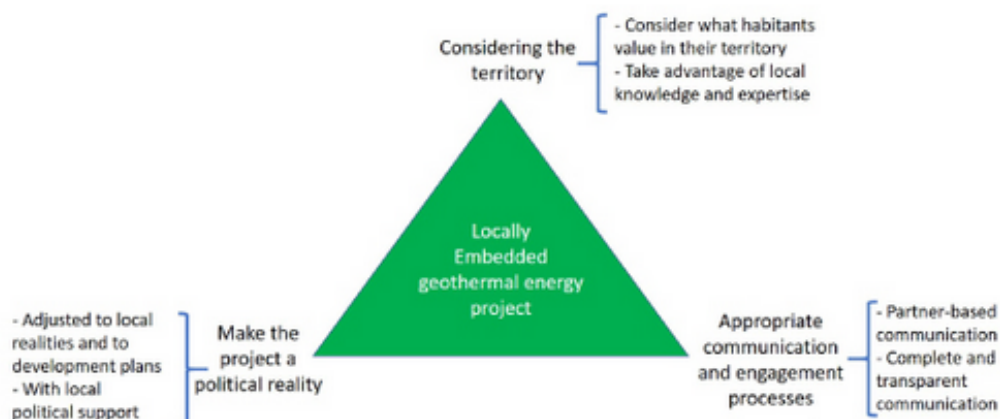 Considering the
territory
- Consider what habitants
value in their territory
- Take advantage of local
knowledge and expertise
Locally
Embedded
geothermal energy
project
- Adjusted to local
realities and to
development plans
- With local
political support
Make the
project a
political reality
Appropriate
communication
and engagement
processes
- Partner-based
communication
- Complete and
transparent
communication